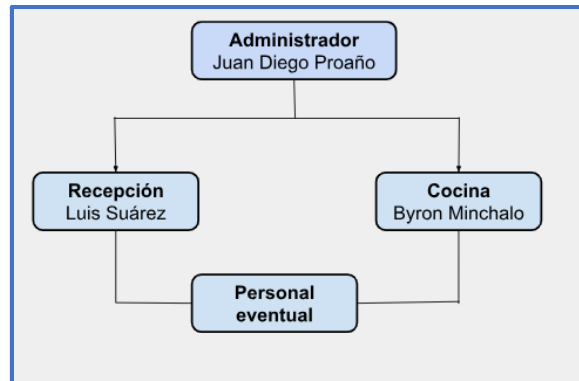 Administrador
Juan Diego Proaño
Recepción
Luis Suárez
Cocina
Byron Minchalo
Personal
eventual